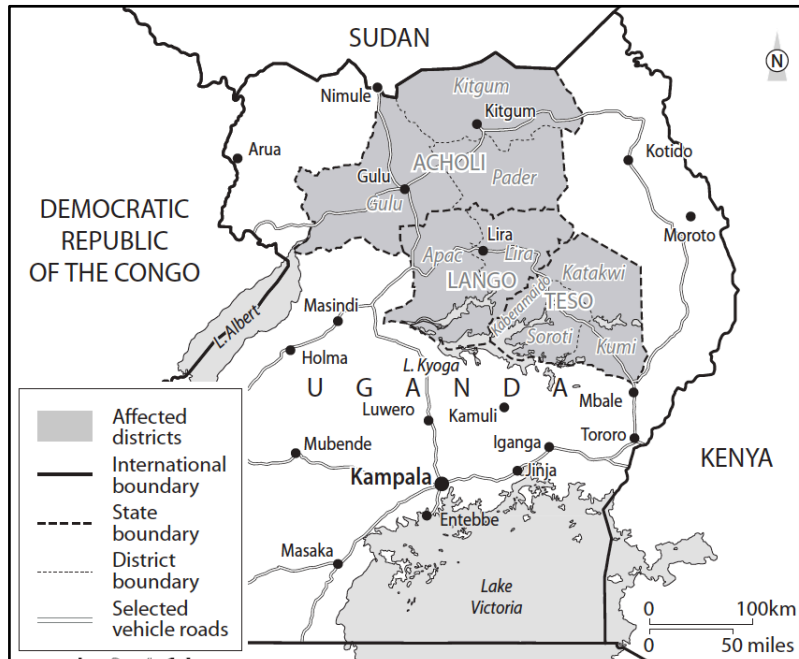 SUDAN
N
Nimule
Kitgum
Kitgum
Arua
ACHOLI
Kotido
Gulu
Gulu
Pader
DEMOCRATIC
REPUBLIC
OF THE CONGO
Moroto
Lira
Apac
Lira
LANGO
Katakwi
Kaberamaido
TESO
L. Albert
Masindi
Soroti
Kumi
Holma
L. Kyoga
UGANDA
Mbale
Kamuli
Luwero
Iganga
Tororo
Mubende
KENYA
Kampala
Jinja
Entebbe
Masaka
Lake
Victoria
Affected
districts
International
boundary
State
boundary
District
boundary
Selected
vehicle roads
0 100km
0 50 miles